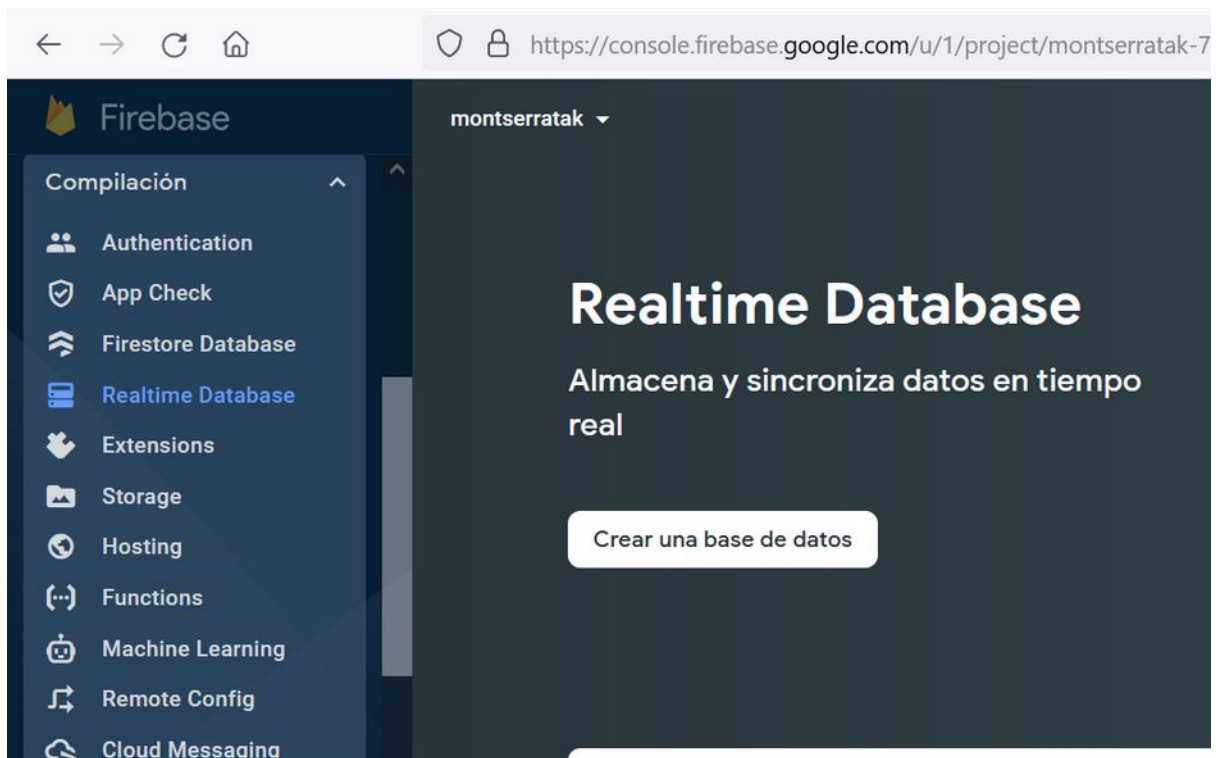 https://console.firebase.google.com/u/1/project/montserratak-7
Firebase
montserratak
Compilación
Authentication
App Check
Firestore Database
Realtime Database
Extensions
Storage
Hosting
Functions
Machine Learning
Remote Config
Cloud Messaging
Realtime Database
Almacena y sincroniza datos en tiempo
real
Crear una base de datos